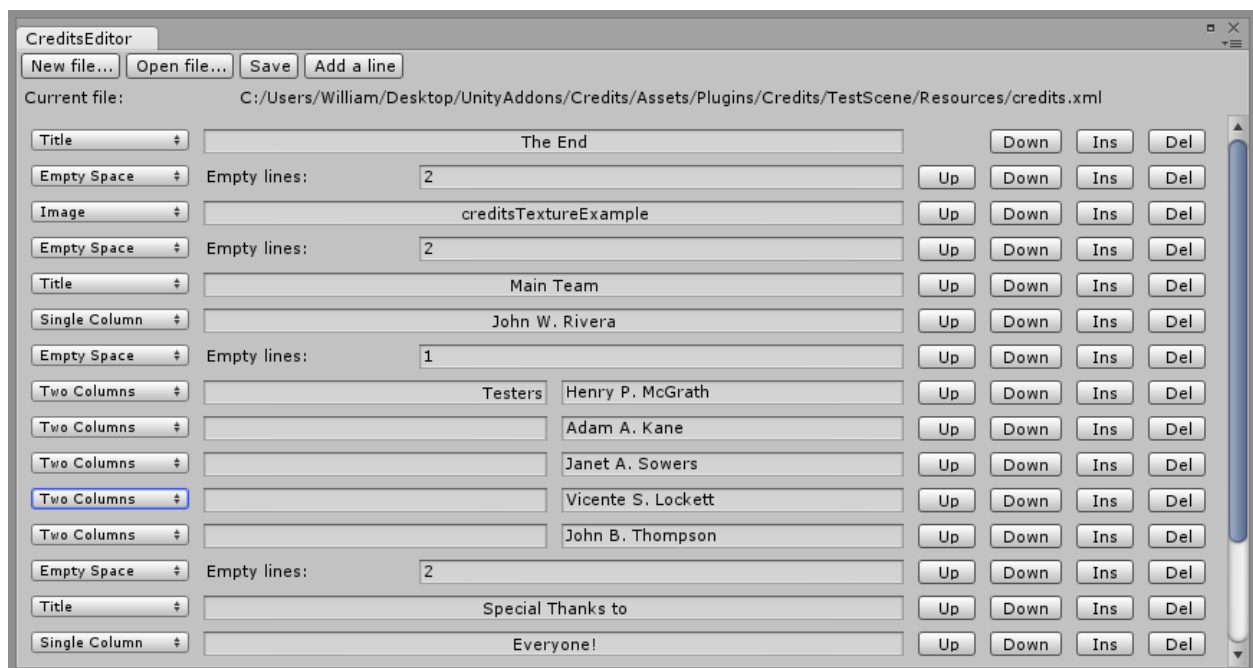 CreditsEditor
New file... Open file... Save Add a line
Current file: C:/Users/William/Desktop/UnityAddons/Credits/Assets/Plugins/Credits/TestScene/Resources/credits.xml
Title The End Down Ins Del
Empty Space Empty lines: 2 Up Down Ins Del
Image creditsTextureExample Up Down Ins Del
Empty Space Empty lines: 2 Up Down Ins Del
Title Main Team Up Down Ins Del
Single Column John W. Rivera Up Down Ins Del
Empty Space Empty lines: 1 Up Down Ins Del
Two Columns Testers Henry P. McGrath Up Down Ins Del
Two Columns Adam A. Kane Up Down Ins Del
Two Columns Janet A. Sowers Up Down Ins Del
Two Columns Vicente S. Lockett Up Down Ins Del
Two Columns John B. Thompson Up Down Ins Del
Empty Space Empty lines: 2 Up Down Ins Del
Title Special Thanks to Up Down Ins Del
Single Column Everyone! Up Down Ins Del